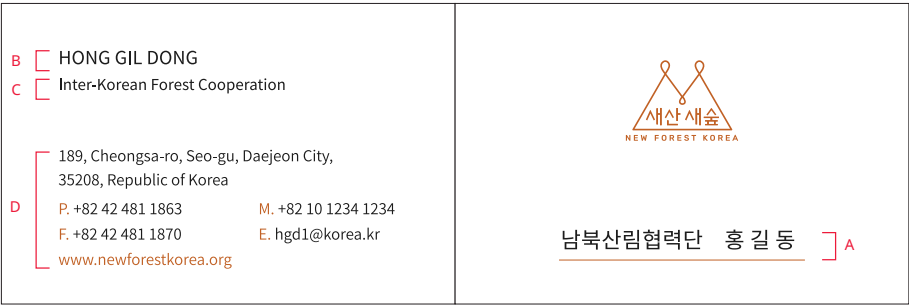 B
HONG GIL DONG
C
Inter-Korean Forest Cooperation
D
189, Cheongsa-ro, Seo-gu, Daejeon City,
35208, Republic of Korea
P. +82 42 481 1863 M. +82 10 1234 1234
F. +82 42 481 1870 E. hgd1@korea.kr
www.newforestkorea.org
새산새숲
NEW FOREST KOREA
남북산림협력단 홍 길 동
A